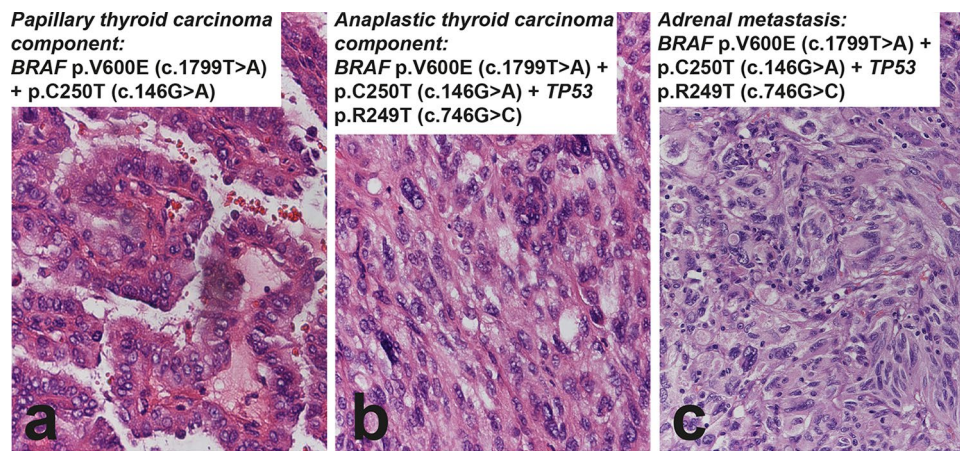 Papillary thyroid carcinoma
component:
BRAF p.V600E (c.1799T>A)
+ p.C250T (c.146G>A)
Anaplastic thyroid carcinoma
component:
BRAF p.V600E (c.1799T>A) +
p.C250T (c.146G>A) + TP53
p.R249T (c.746G>C)
Adrenal metastasis:
BRAF p.V600E (c.1799T>A) +
p.C250T (c.146G>A) + TP53
p.R249T (c.746G>C)
a
b
c